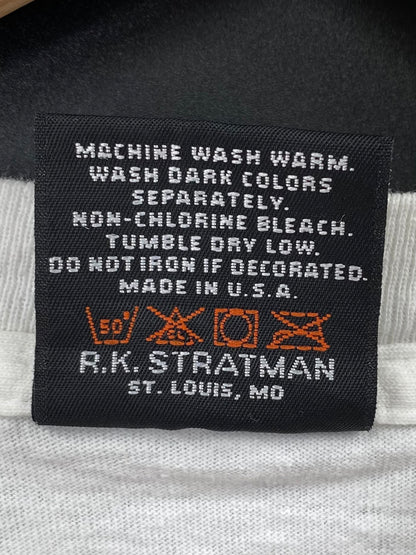 MACHINE WASH WARM.
WASH DARK COLORS
SEPARATELY.
NON-CHLORINE BLEACH.
TUMBLE DRY LOW.
DO NOT IRON IF DECORATED.
MADE IN U.S.A.
50°
CL
R.K. STRATMAN
ST. LOUIS, MO